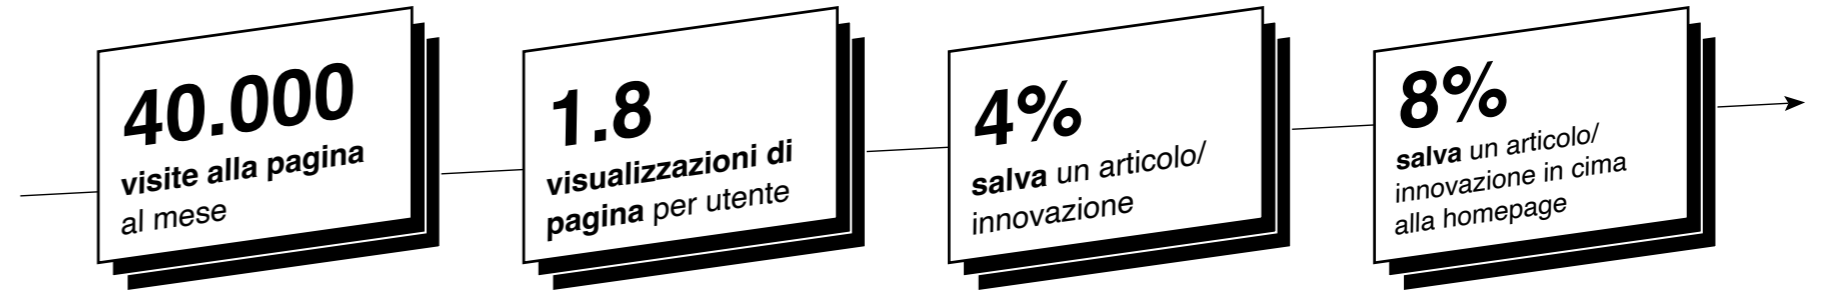 40.000
visite alla pagina
al mese
1.8
visualizzazioni di
pagina per utente
4%
salva un articolo/
innovazione
8%
salva un articolo/
innovazione in cima
alla homepage